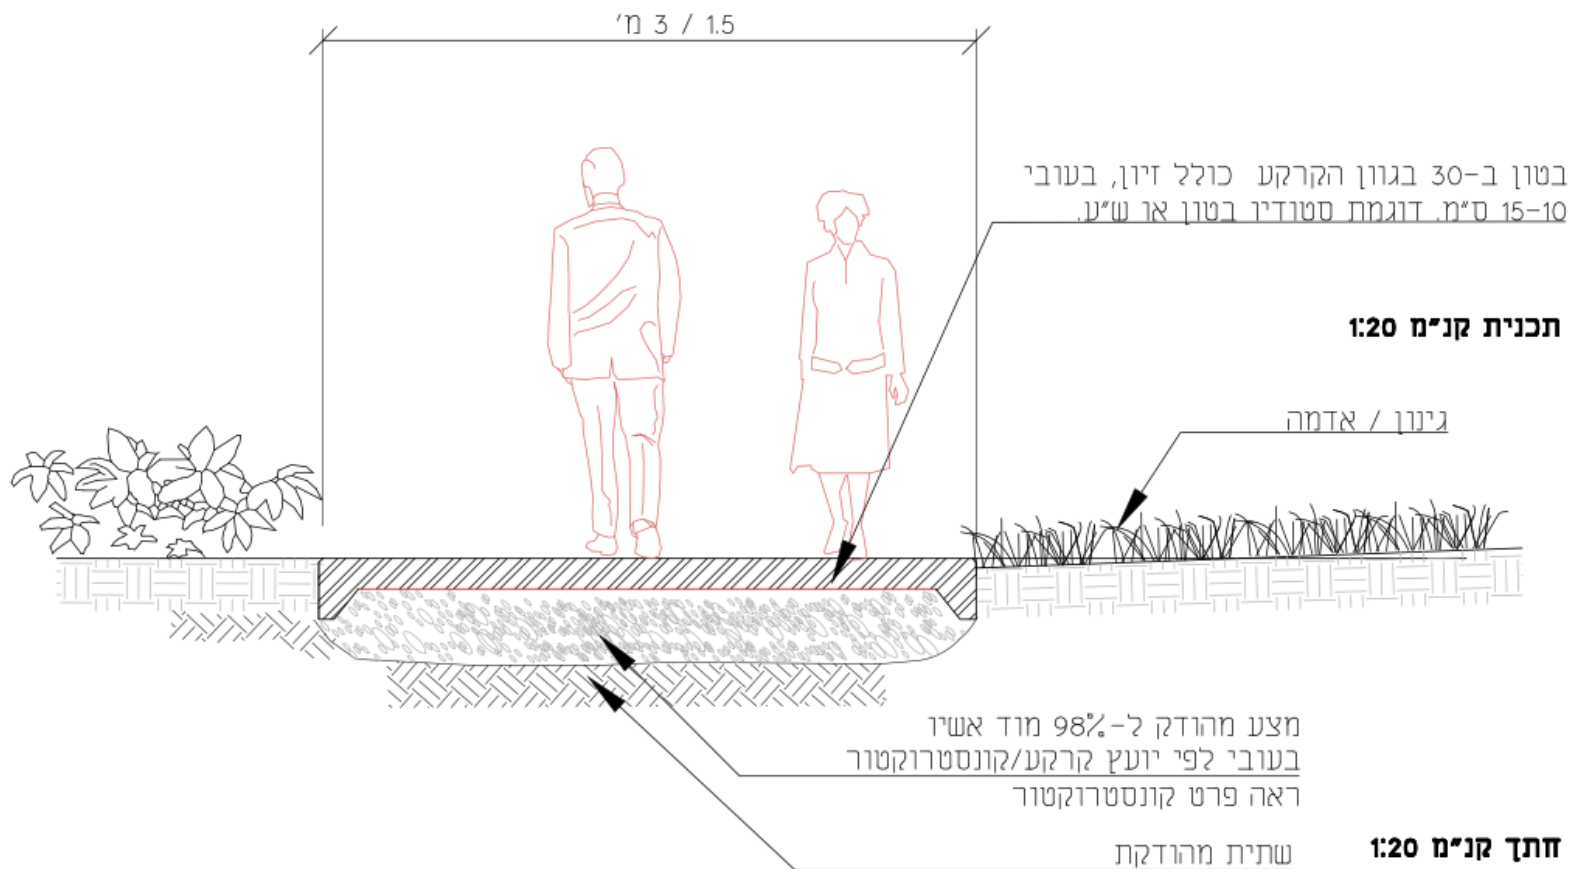 1.5 / 3 מ'
בטון ב-30 בגוון הקרקע כולל זיון, בעובי
15-10 ס"מ. דוגמת סטודיו בטון או ש"ע.
תכנית קנ"מ 1:20
גינון / אדמה
מצע מהודק ל-98% מוד אשיו
בעובי לפי יועץ קרקע/קונסטרוקטור
ראה פרט קונסטרוקטור
שתית מהודקת
חתך קנ"מ 1:20